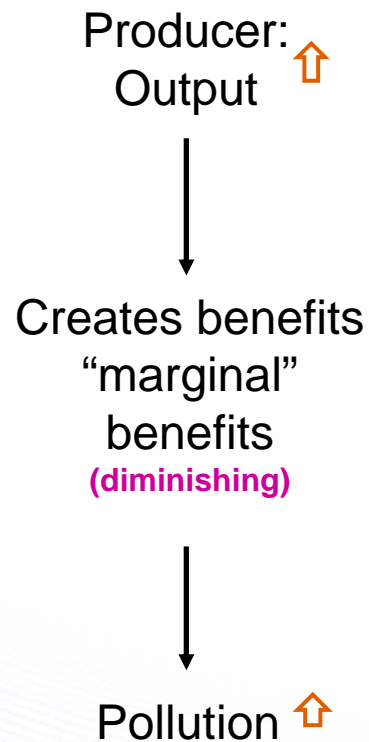 Producer:
Output
Creates benefits
“marginal”
benefits
(diminishing)
Pollution